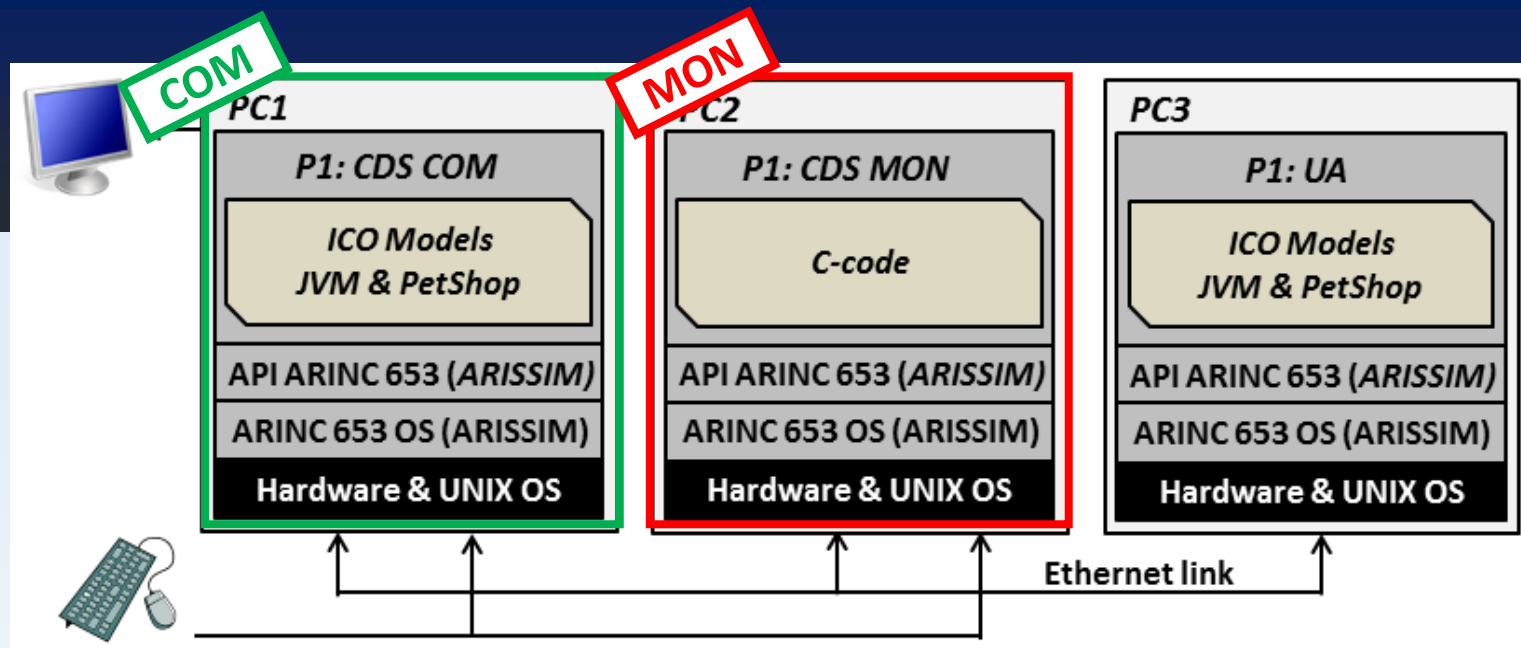 COM
MON
PC1
PC2
PC3
P1: CDS COM
ICO Models
JVM & PetShop
API ARINC 653 (ARISSIM)
ARINC 653 OS (ARISSIM)
Hardware & UNIX OS
P1: CDS MON
C-code
API ARINC 653 (ARISSIM)
ARINC 653 OS (ARISSIM)
Hardware & UNIX OS
P1: UA
ICO Models
JVM & PetShop
API ARINC 653 (ARISSIM)
ARINC 653 OS (ARISSIM)
Hardware & UNIX OS
Ethernet link